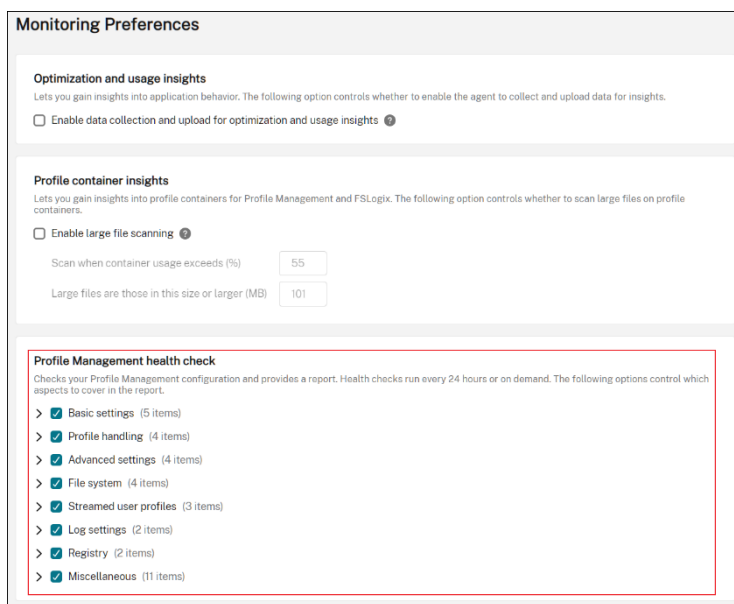 Monitoring Preferences
Optimization and usage insights
Lets you gain insights into application behavior. The following option controls whether to enable the agent to collect and upload data for insights.
Enable data collection and upload for optimization and usage insights ?
Profile container insights
Lets you gain insights into profile containers for Profile Management and FSLogix. The following option controls whether to scan large files on profile
containers.
Enable large file scanning ?
Scan when container usage exceeds (%) 55
Large files are those in this size or larger (MB) 101
Profile Management health check
Checks your Profile Management configuration and provides a report. Health checks run every 24 hours or on demand. The following options control which
aspects to cover in the report.
Basic settings (5 items)
Profile handling (4 items)
Advanced settings (4 items)
File system (4 items)
Streamed user profiles (3 items)
Log settings (2 items)
Registry (2 items)
Miscellaneous (11 items)